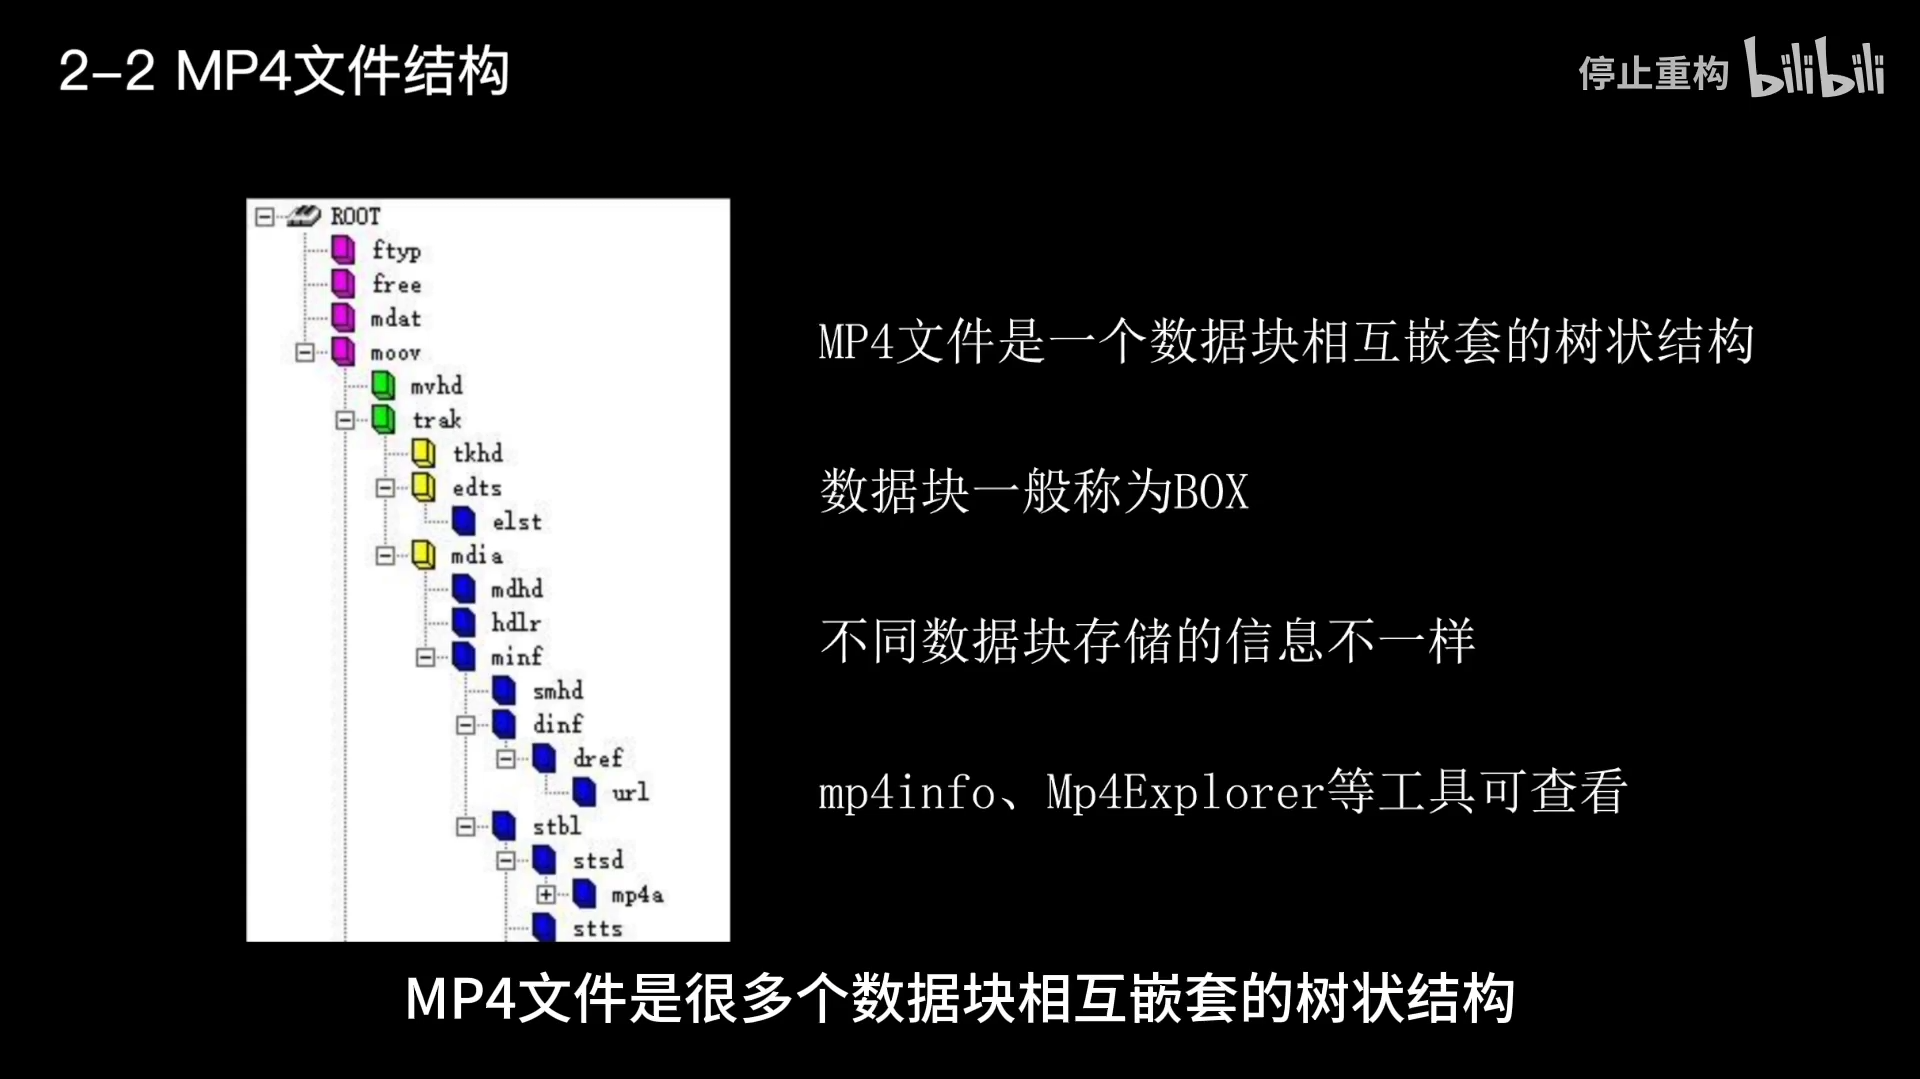 2-2 MP4文件结构
停止重构 bilibili
ROOT
ftyp
free
mdat
moov
mvhd
trak
tkhd
edts
elst
mdia
mdhd
hdlr
minf
smhd
dinf
dref
url
stbl
stsd
mp4a
stts
MP4文件是一个数据块相互嵌套的树状结构
数据块一般称为BOX
不同数据块存储的信息不一样
mp4info、Mp4Explorer等工具可查看
MP4文件是很多个数据块相互嵌套的树状结构